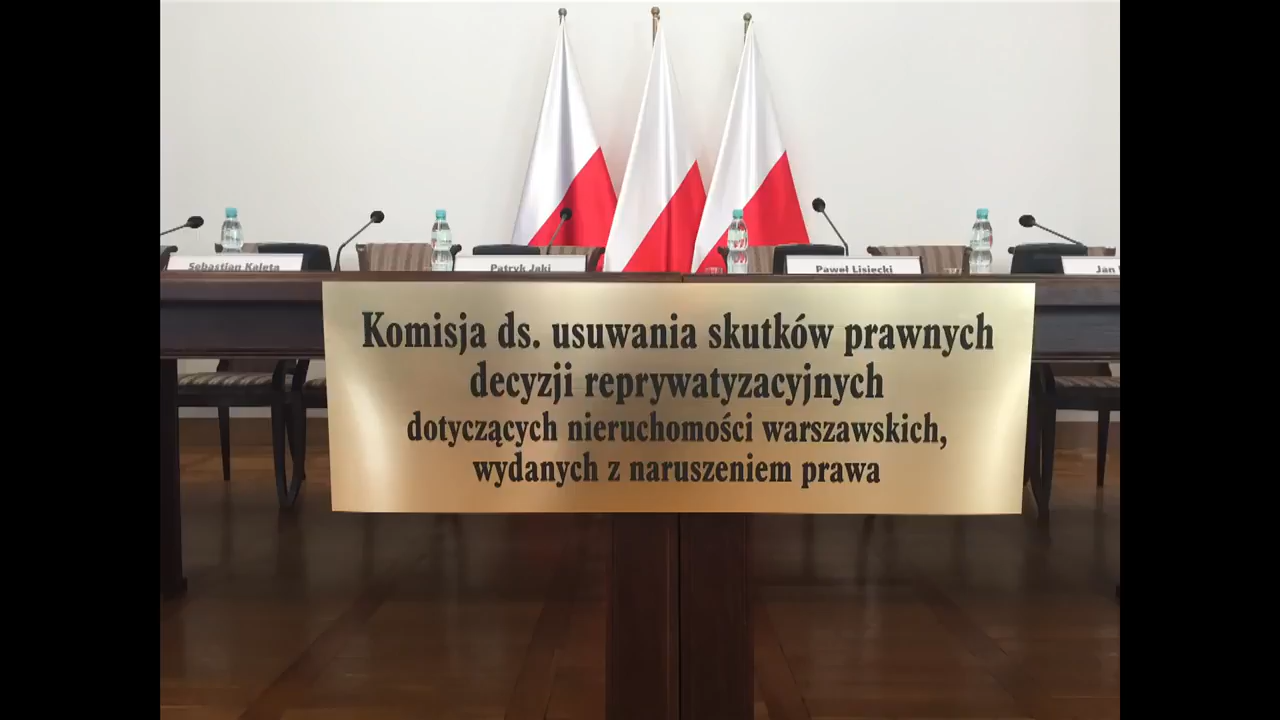 Sebastian Kaleta
Patryk Jaki
Paweł Lisiecki
Jan
Komisja ds. usuwania skutków prawnych
decyzji reprywatyzacyjnych
dotyczących nieruchomości warszawskich,
wydanych z naruszeniem prawa